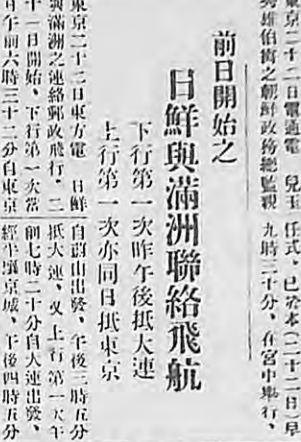 東京二十二日電通電　兒玉
秀雄伯爵之朝鮮政務總監親
任式、已於本(二十二日)早
九時二十分、在宮中舉行、
前日開始之
日鮮與滿洲聯絡飛航
下行第一次昨午後抵大連
上行第一次亦同日抵東京
東京二十二日東方電　日鮮
與滿洲之連絡郵政飛行、二
十一日開始、下行第一次當
日午前六時三十二分自東京
自蔚山出發、午後三時五分
抵大連、又上行第一次午
前七時二十分自大連出發、
經平壤京城、午後四時五分